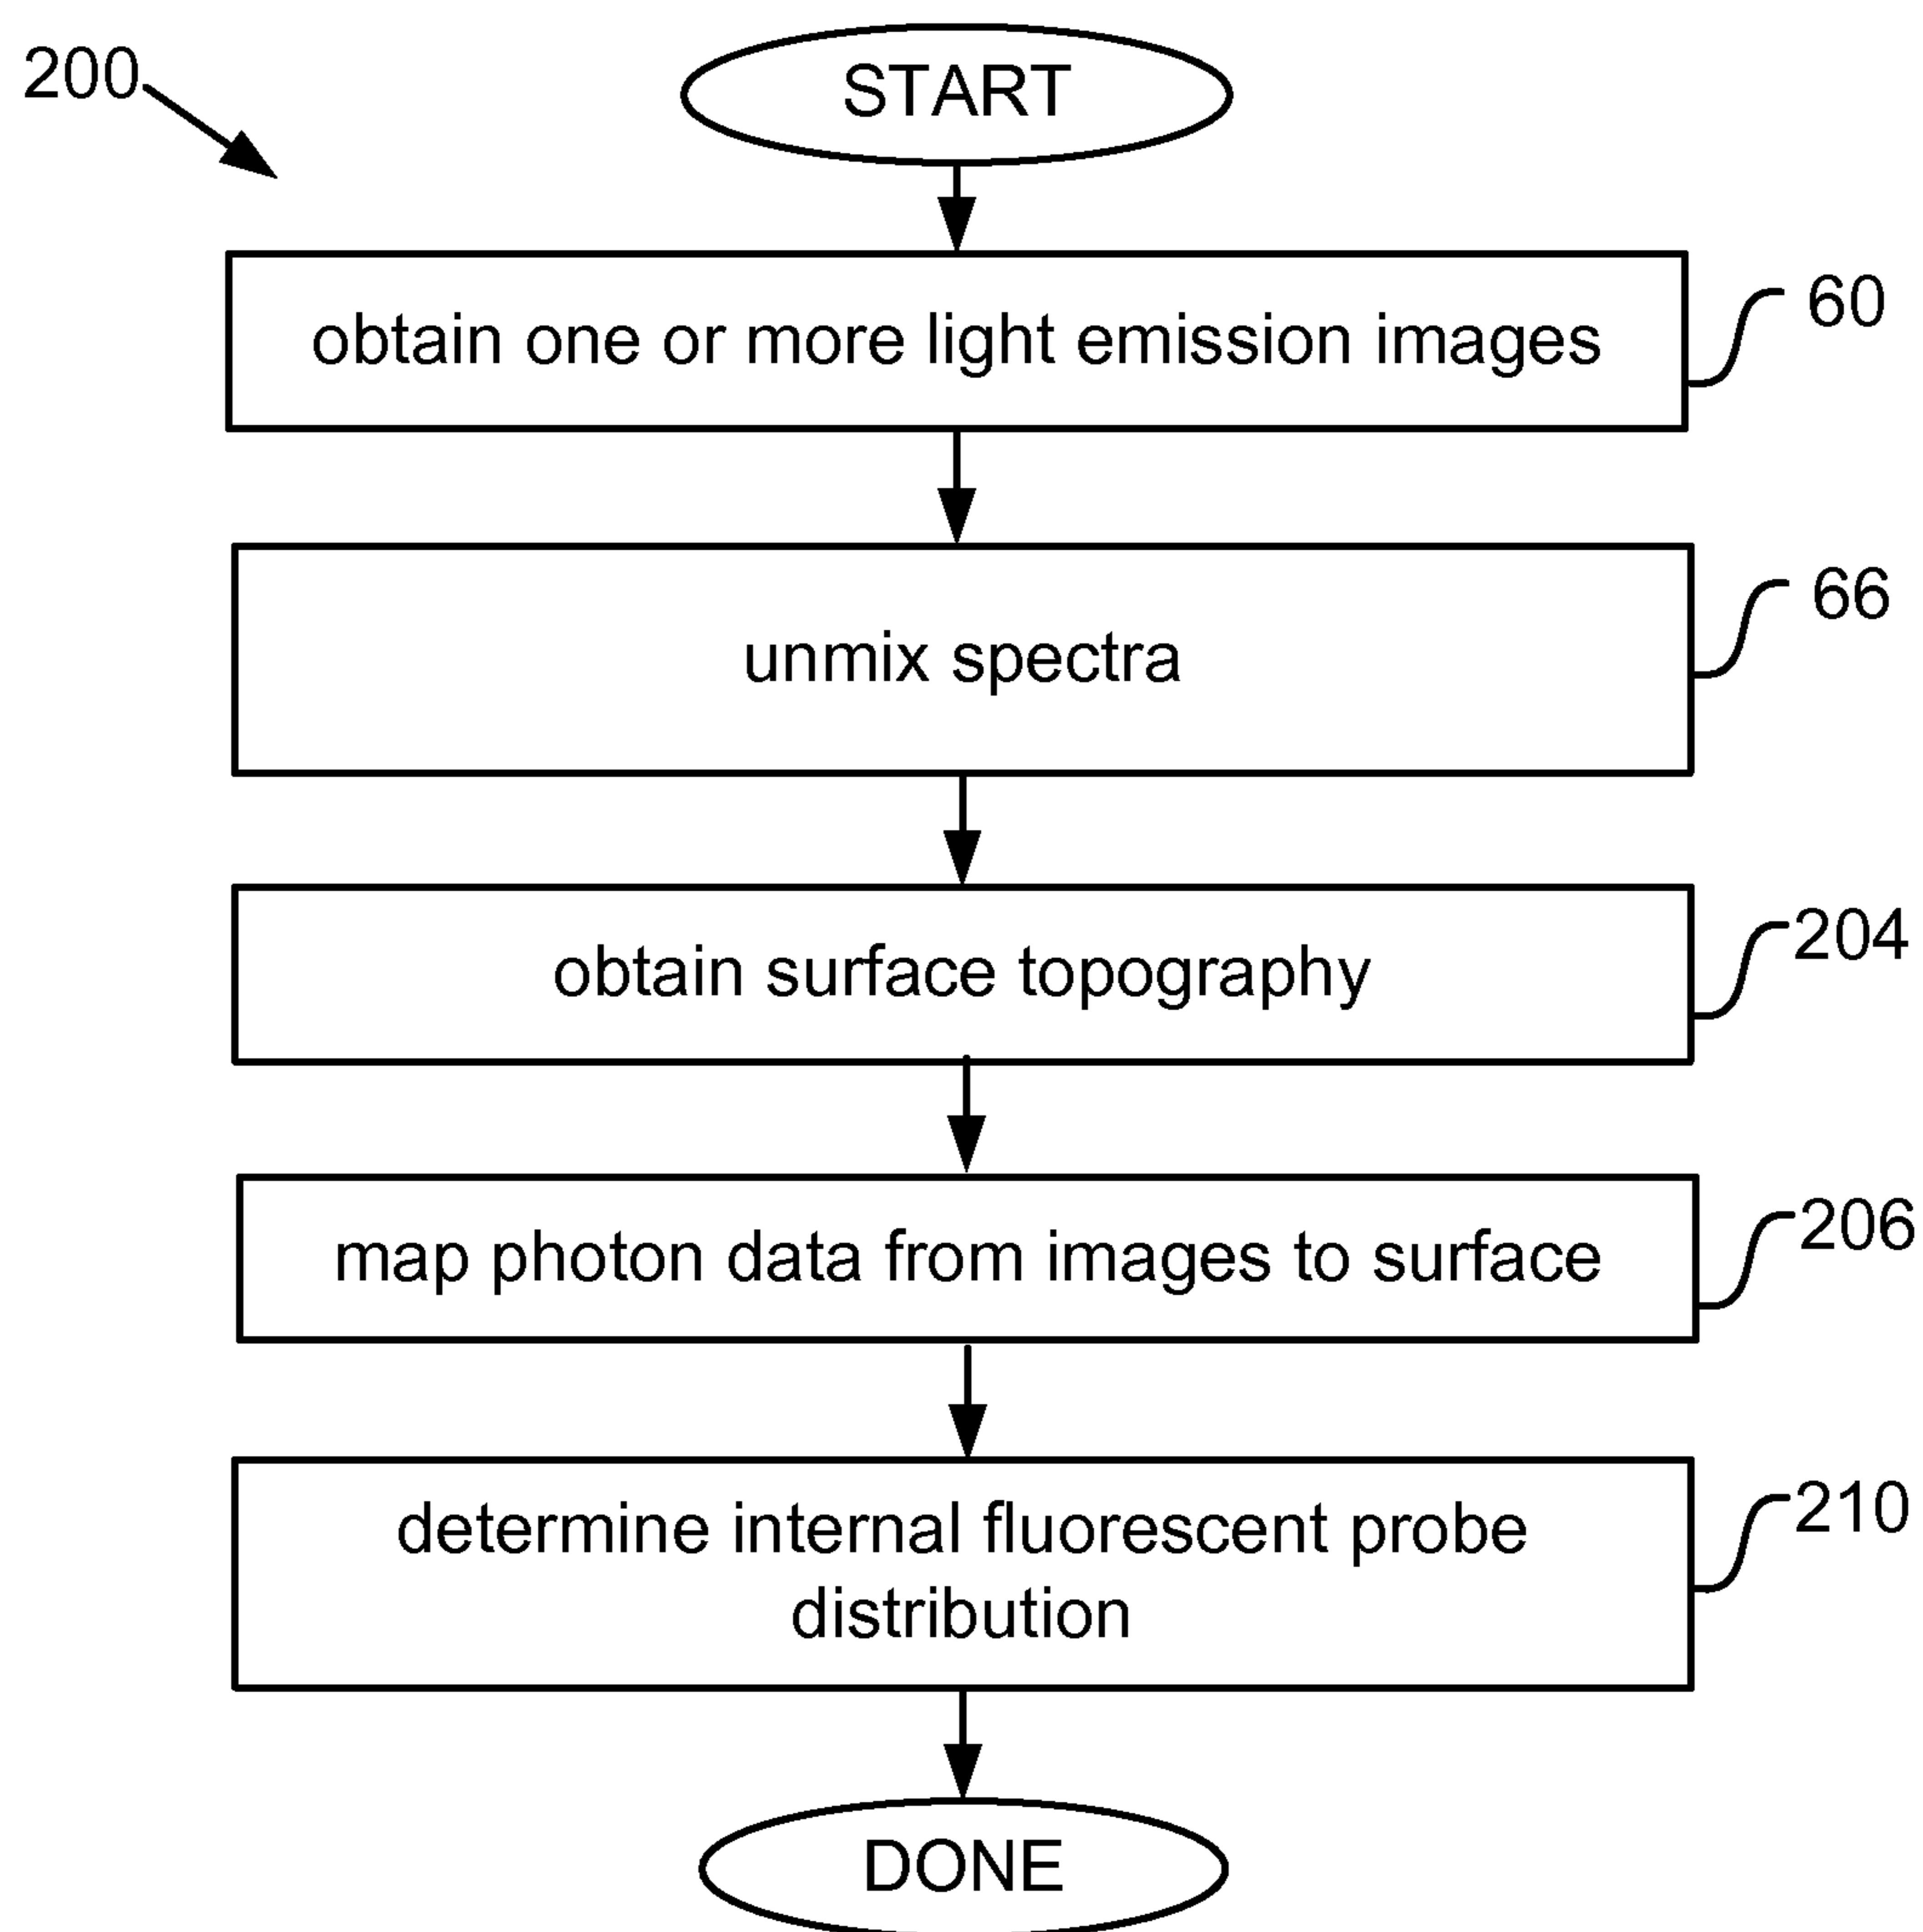 200
START
obtain one or more light emission images
60
unmix spectra
66
obtain surface topography
204
map photon data from images to surface
206
determine internal fluorescent probe
distribution
210
DONE